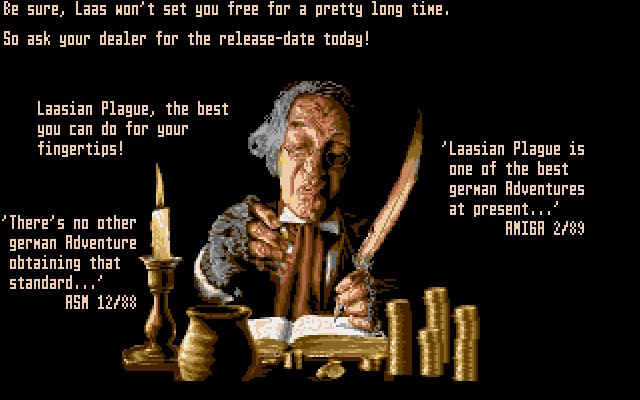 Be sure, Laas won't set you free for a pretty long time.
So ask your dealer for the release-date today!
Laasian Plague, the best
you can do for your
fingertips!
'Laasian Plague is
one of the best
german Adventures
at present...'
AMIGA 2/89
'There's no other
german Adventure
obtaining that
standard...'
ASM 12/88